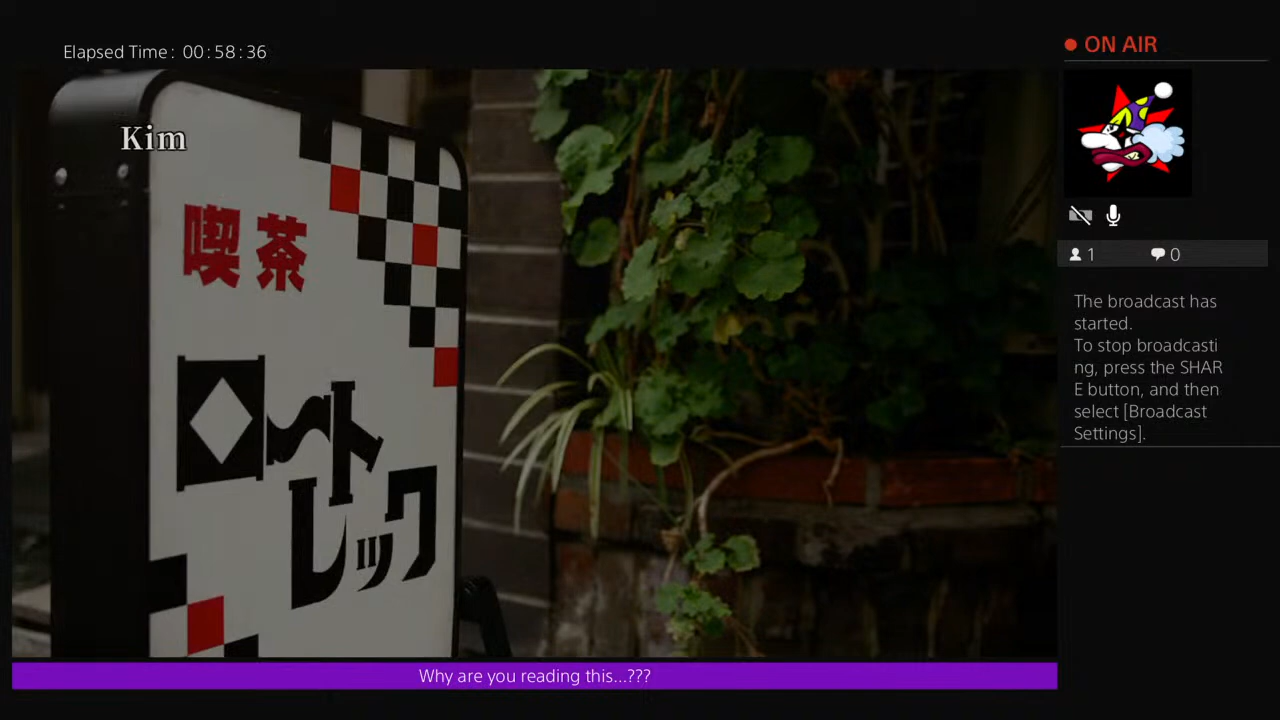 Elapsed Time: 00:58:36
ON AIR
Kim
喫茶
ロート
レック
1
0
The broadcast has
started.
To stop broadcasti
ng, press the SHAR
E button, and then
select [Broadcast
Settings].
Why are you reading this...???